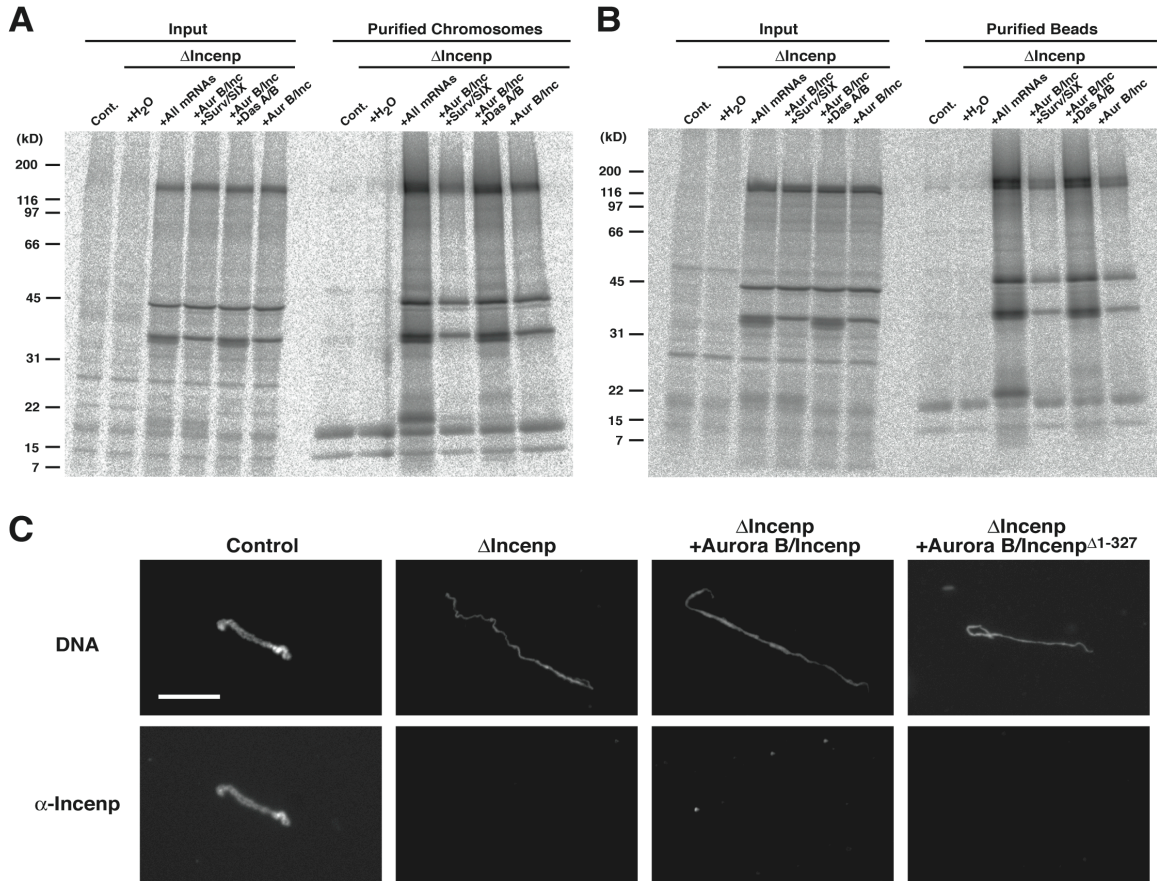 A
Input
Purified Chromosomes
ΔIncenp
ΔIncenp
Cont.
+H2O
+All mRNAs
+Aur B/Inc
+Surv/SIX
+Aur B/Inc
+Das A/B
+Aur B/Inc
Cont.
+H2O
+All mRNAs
+Aur B/Inc
+Surv/SIX
+Aur B/Inc
+Das A/B
+Aur B/Inc
(kD)
200
116
97
66
45
31
22
15
7
B
Input
Purified Beads
ΔIncenp
ΔIncenp
Cont.
+H2O
+All mRNAs
+Aur B/Inc
+Surv/SIX
+Aur B/Inc
+Das A/B
+Aur B/Inc
Cont.
+H2O
+All mRNAs
+Aur B/Inc
+Surv/SIX
+Aur B/Inc
+Das A/B
+Aur B/Inc
(kD)
200
116
97
66
45
31
22
15
7
C
Control
ΔIncenp
ΔIncenp
+Aurora B/Incenp
ΔIncenp
+Aurora B/IncenpΔ1-327
DNA
α-Incenp